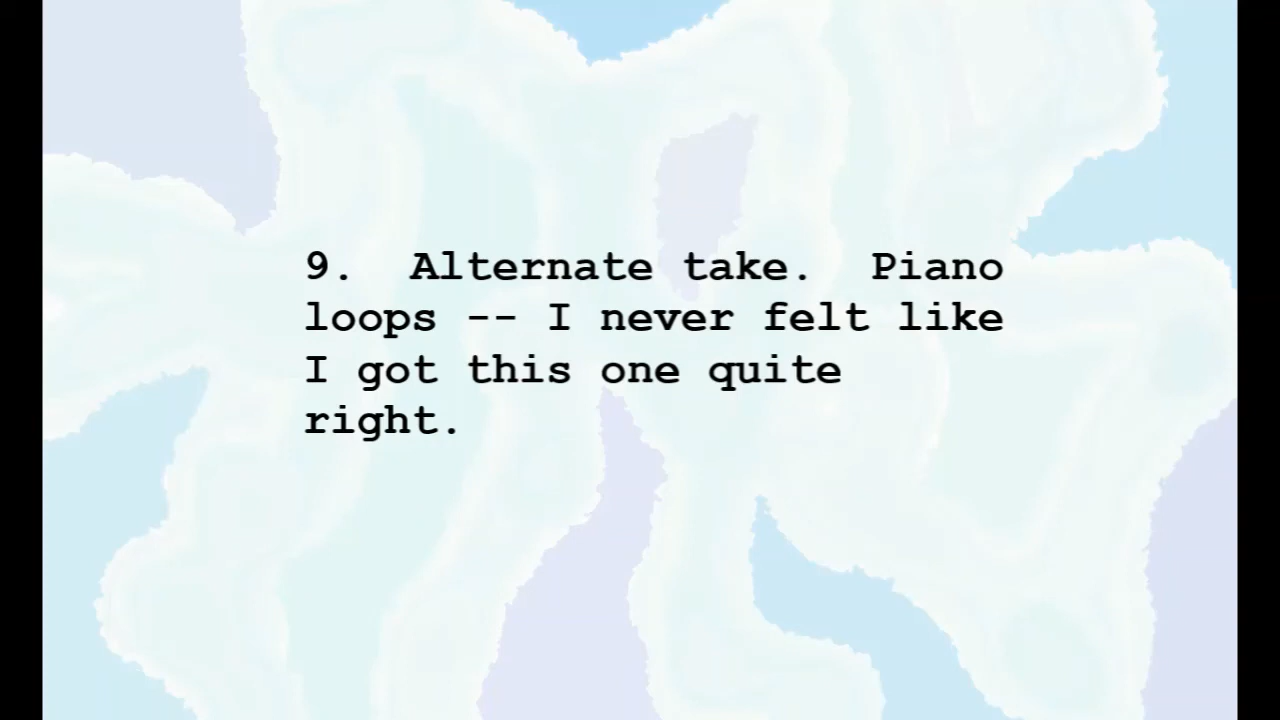 9.  Alternate take.  Piano
loops -- I never felt like
I got this one quite
right.